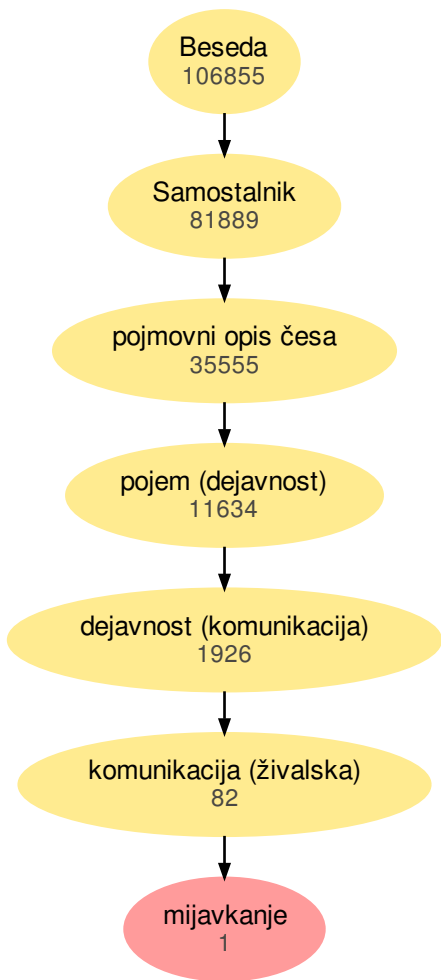 Beseda
106855
Samostalnik
81889
pojmovni opis česa
35555
pojem (dejavnost)
11634
dejavnost (komunikacija)
1926
komunikacija (živalska)
82
mijavkanje
1